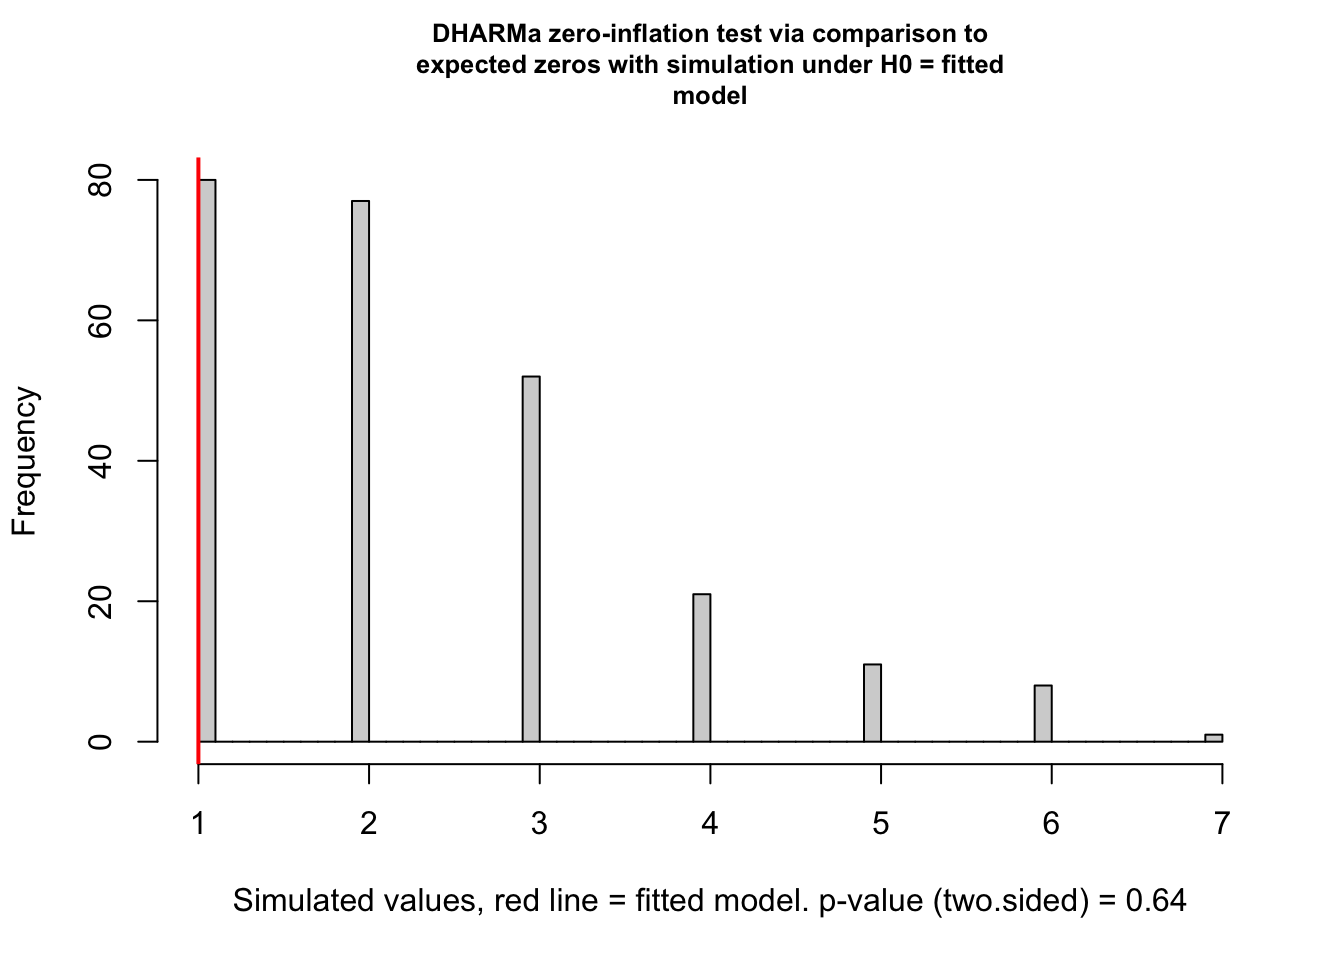 DHARMa zero-inflation test via comparison to
expected zeros with simulation under H0 = fitted
model
80
60
40
20
0
Frequency
1 2 3 4 5 6 7
Simulated values, red line = fitted model. p-value (two.sided) = 0.64